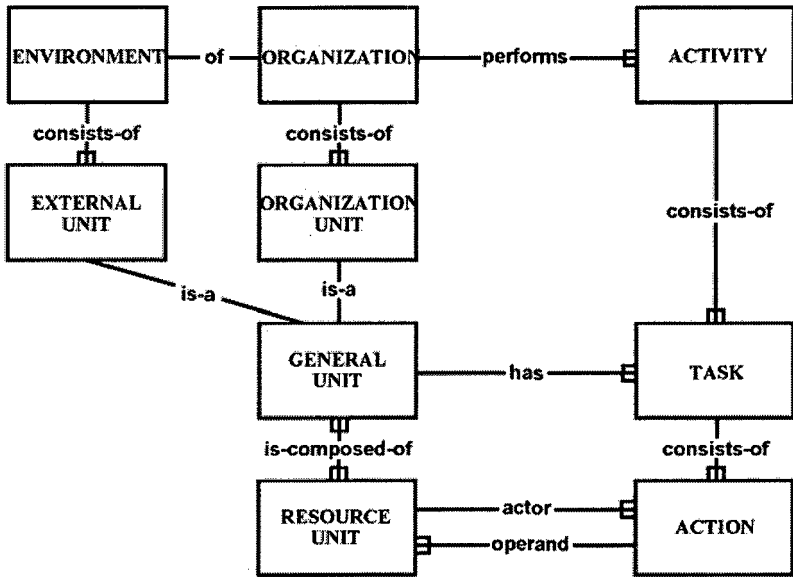 ENVIRONMENT of ORGANIZATION performs ACTIVITY
consists-of consists-of
EXTERNAL UNIT
ORGANIZATION UNIT
consists-of
is-a is-a
GENERAL UNIT
has
TASK
is-composed-of consists-of
RESOURCE UNIT
actor
operand
ACTION